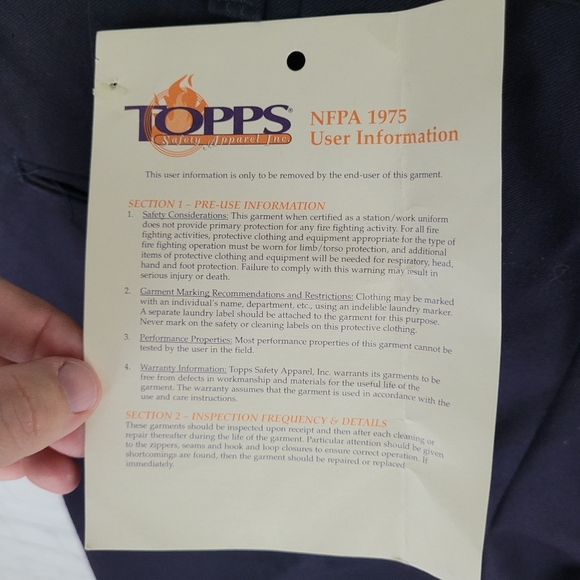 TOPPS®
Safety Apparel Inc.
NFPA 1975
User Information
This user information is only to be removed by the end-user of this garment.
SECTION 1 – PRE-USE INFORMATION
1. Safety Considerations: This garment when certified as a station/work uniform
does not provide primary protection for any fire fighting activity. For all fire
fighting activities, protective clothing and equipment appropriate for the type of
fire fighting operation must be worn for limb/torso protection, and additional
items of protective clothing and equipment will be needed for respiratory, head,
hand and foot protection. Failure to comply with this warning may result in
serious injury or death.
2. Garment Marking Recommendations and Restrictions: Clothing may be marked
with an individual's name, department, etc., using an indelible laundry marker.
A separate laundry label should be attached to the garment for this purpose.
Never mark on the safety or cleaning labels on this protective clothing.
3. Performance Properties: Most performance properties of this garment cannot be
tested by the user in the field.
4. Warranty Information: Topps Safety Apparel, Inc. warrants its garments to be
free from defects in workmanship and materials for the useful life of the
garment. The warranty assumes that the garment is used in accordance with the
use and care instructions.
SECTION 2 – INSPECTION FREQUENCY & DETAILS
These garments should be inspected upon receipt and then after each cleaning or
repair thereafter during the life of the garment. Particular attention should be given
to the zippers, seams and hook and loop closures to ensure correct operation. If
shortcomings are found, then the garment should be repaired or replaced
immediately.